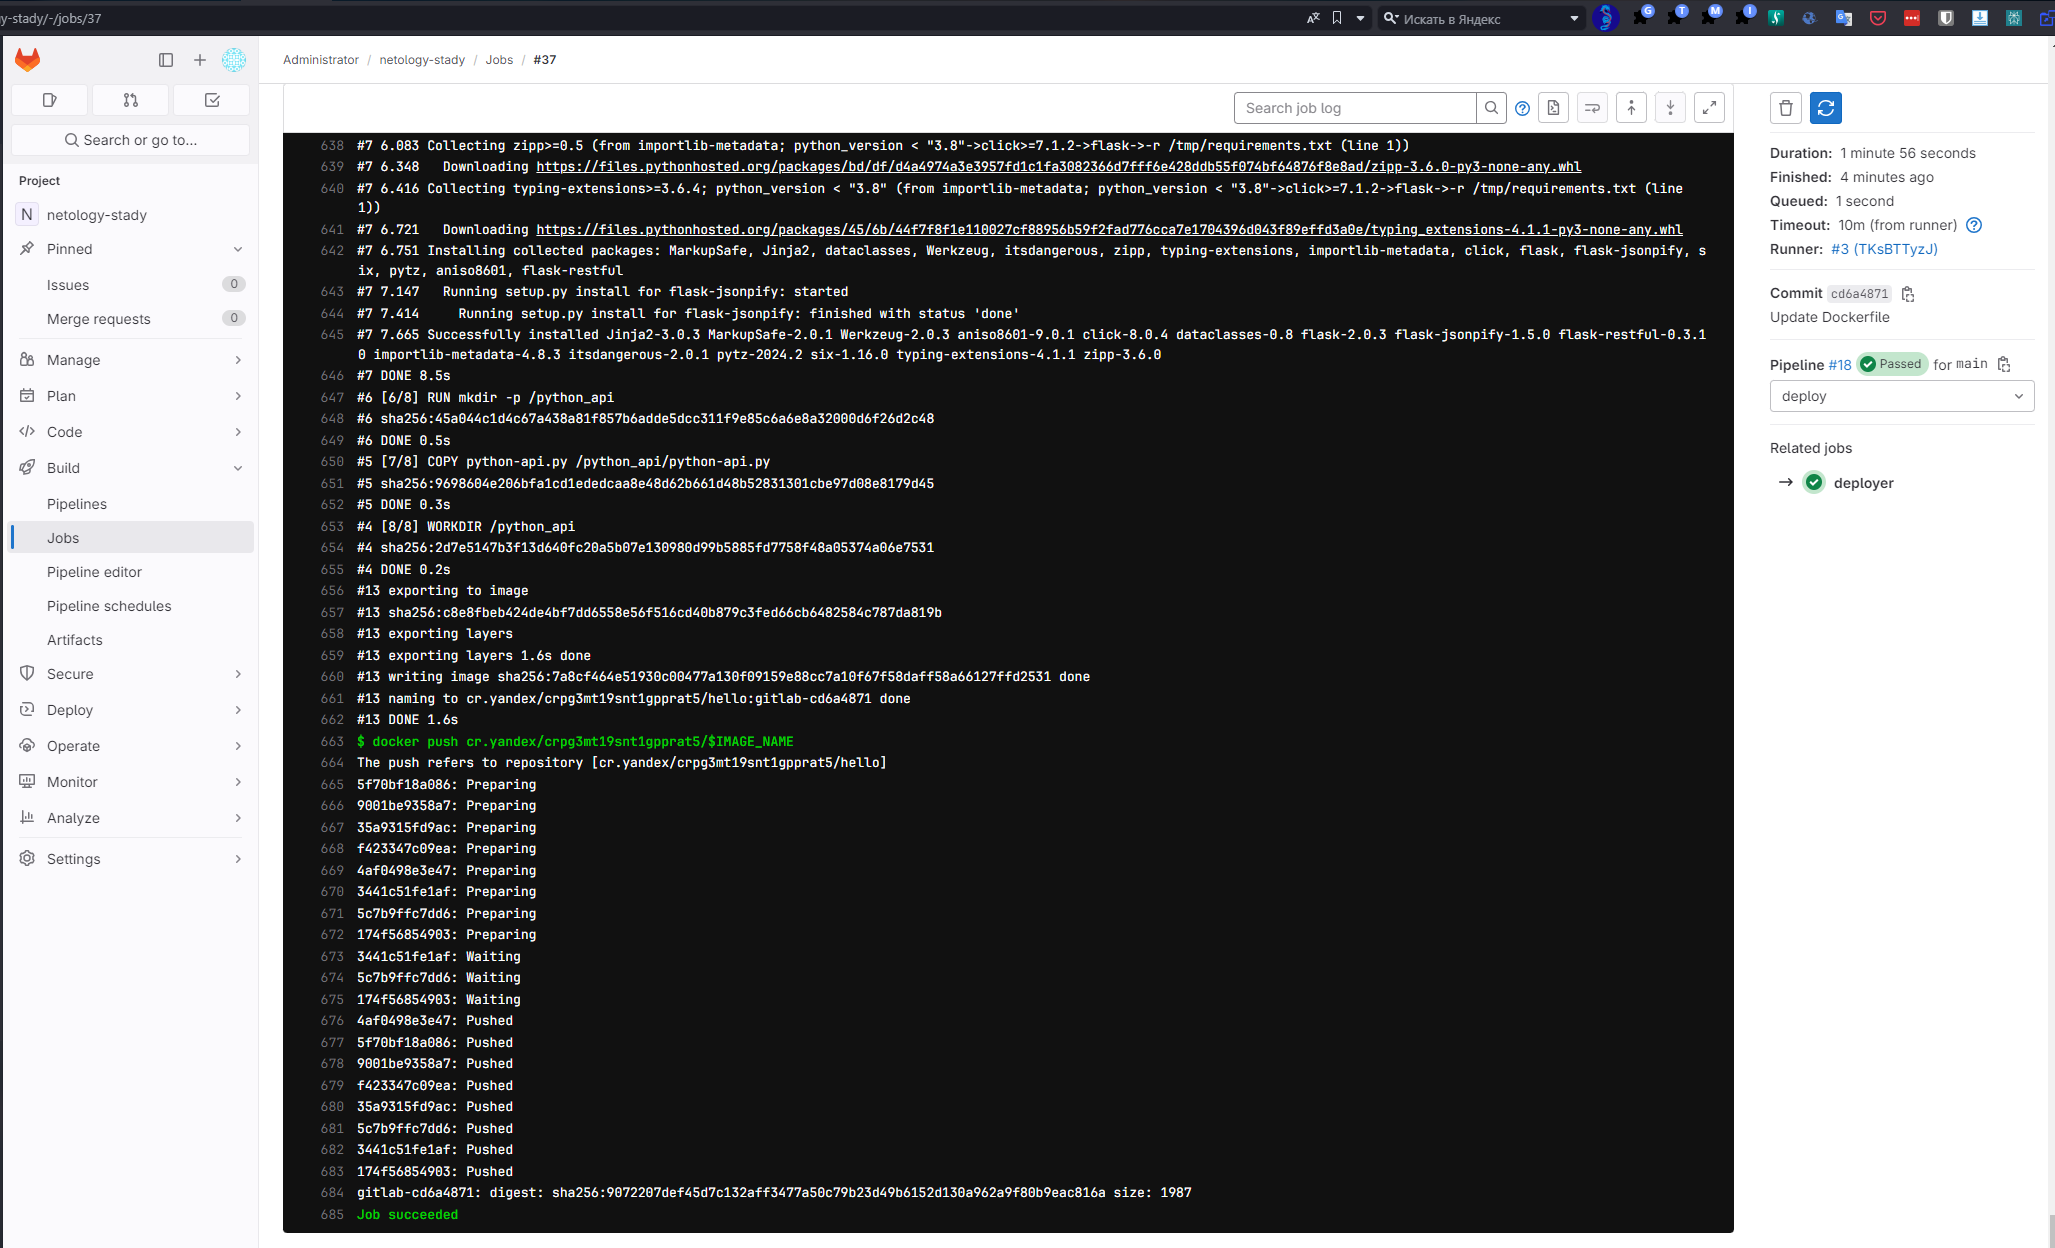 gy-stady/-/jobs/37
Искать в Яндекс
Administrator / netology-stady / Jobs / #37
Search or go to...
Project
N netology-stady
Pinned
Issues 0
Merge requests 0
Manage
Plan
Code
Build
Pipelines
Jobs
Pipeline editor
Pipeline schedules
Artifacts
Secure
Deploy
Operate
Monitor
Analyze
Settings
Search job log
638 #7 6.083 Collecting zipp>=0.5 (from importlib-metadata; python_version < "3.8"->click>=7.1.2->flask->-r /tmp/requirements.txt (line 1))
639 #7 6.348   Downloading https://files.pythonhosted.org/packages/bd/df/d4a4974a3e3957fd1c1fa3082366d7fff6e428ddb55f074bf64876f8e8ad/zipp-3.6.0-py3-none-any.whl
640 #7 6.416 Collecting typing-extensions>=3.6.4; python_version < "3.8" (from importlib-metadata; python_version < "3.8"->click>=7.1.2->flask->-r /tmp/requirements.txt (line
1))
641 #7 6.721   Downloading https://files.pythonhosted.org/packages/45/6b/44f7f8f1e110027cf88956b59f2fad776cca7e1704396d043f89effd3a0e/typing_extensions-4.1.1-py3-none-any.whl
642 #7 6.751 Installing collected packages: MarkupSafe, Jinja2, dataclasses, Werkzeug, itsdangerous, zipp, typing-extensions, importlib-metadata, click, flask, flask-jsonpify, s
ix, pytz, aniso8601, flask-restful
643 #7 7.147   Running setup.py install for flask-jsonpify: started
644 #7 7.414     Running setup.py install for flask-jsonpify: finished with status 'done'
645 #7 7.665 Successfully installed Jinja2-3.0.3 MarkupSafe-2.0.1 Werkzeug-2.0.3 aniso8601-9.0.1 click-8.0.4 dataclasses-0.8 flask-2.0.3 flask-jsonpify-1.5.0 flask-restful-0.3.1
0 importlib-metadata-4.8.3 itsdangerous-2.0.1 pytz-2024.2 six-1.16.0 typing-extensions-4.1.1 zipp-3.6.0
646 #7 DONE 8.5s
647 #6 [6/8] RUN mkdir -p /python_api
648 #6 sha256:45a044c1d4c67a438a81f857b6adde5dcc311f9e85c6a6e8a32000d6f26d2c48
649 #6 DONE 0.5s
650 #5 [7/8] COPY python-api.py /python_api/python-api.py
651 #5 sha256:9698604e206bfa1cd1ededcaa8e48d62b661d48b52831301cbe97d08e8179d45
652 #5 DONE 0.3s
653 #4 [8/8] WORKDIR /python_api
654 #4 sha256:2d7e5147b3f13d640fc20a5b07e130980d99b5885fd7758f48a05374a06e7531
655 #4 DONE 0.2s
656 #13 exporting to image
657 #13 sha256:c8e8fbeb424de4bf7dd6558e56f516cd40b879c3fed66cb6482584c787da819b
658 #13 exporting layers
659 #13 exporting layers 1.6s done
660 #13 writing image sha256:7a8cf464e51930c00477a130f09159e88cc7a10f67f58daff58a66127ffd2531 done
661 #13 naming to cr.yandex/crpg3mt19snt1gpprat5/hello:gitlab-cd6a4871 done
662 #13 DONE 1.6s
663 $ docker push cr.yandex/crpg3mt19snt1gpprat5/$IMAGE_NAME
664 The push refers to repository [cr.yandex/crpg3mt19snt1gpprat5/hello]
665 5f70bf18a086: Preparing
666 9001be9358a7: Preparing
667 35a9315fd9ac: Preparing
668 f423347c09ea: Preparing
669 4af0498e3e47: Preparing
670 3441c51fe1af: Preparing
671 5c7b9ffc7dd6: Preparing
672 174f56854903: Preparing
673 3441c51fe1af: Waiting
674 5c7b9ffc7dd6: Waiting
675 174f56854903: Waiting
676 4af0498e3e47: Pushed
677 5f70bf18a086: Pushed
678 9001be9358a7: Pushed
679 f423347c09ea: Pushed
680 35a9315fd9ac: Pushed
681 5c7b9ffc7dd6: Pushed
682 3441c51fe1af: Pushed
683 174f56854903: Pushed
684 gitlab-cd6a4871: digest: sha256:9072207def45d7c132aff3477a50c79b23d49b6152d130a962a9f80b9eac816a size: 1987
685 Job succeeded
Duration: 1 minute 56 seconds
Finished: 4 minutes ago
Queued: 1 second
Timeout: 10m (from runner)
Runner: #3 (TKsBTTyzJ)
Commit cd6a4871
Update Dockerfile
Pipeline #18 Passed for main
deploy
Related jobs
→ deployer